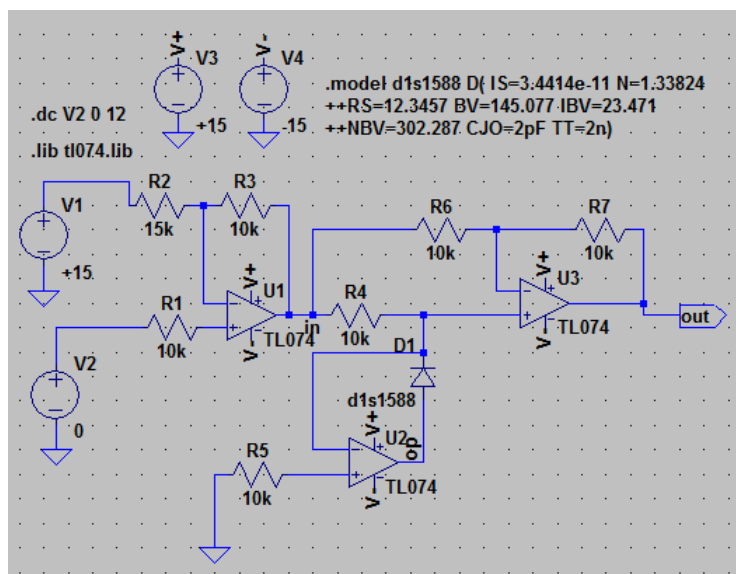 V+
V3
+15
V-
V4
-15
.model d1s1588 D( IS=3.4414e-11 N=1.33824
++RS=12.3457 BV=145.077 IBV=23.471
++NBV=302.287 CJO=2pF TT=2n)
.dc V2 0 12
.lib tl074.lib
V1
+15
R2
15k
R3
10k
R6
10k
R7
10k
V+
U1
TL074
V-
in
R1
10k
R4
10k
V+
U3
TL074
V-
out
V2
0
D1
d1s1588
V+
U2
op
TL074
V-
R5
10k